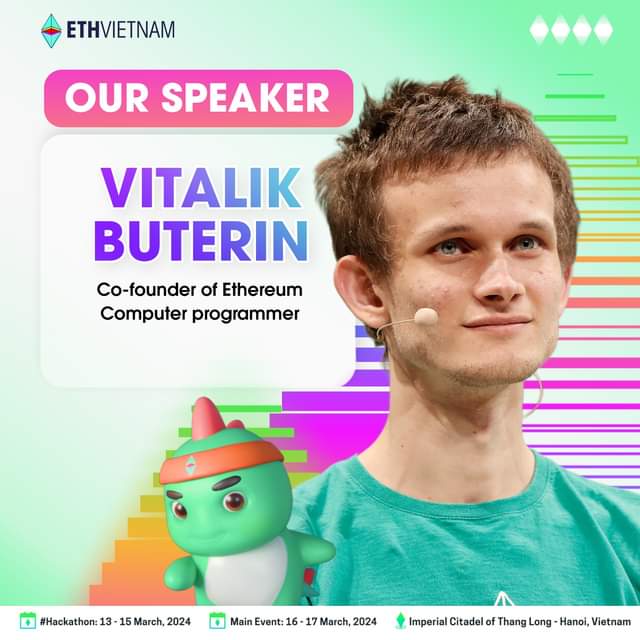 ETHVIETNAM
OUR SPEAKER
VITALIK
BUTERIN
Co-founder of Ethereum
Computer programmer
#Hackathon: 13 - 15 March, 2024
Main Event: 16 - 17 March, 2024
Imperial Citadel of Thang Long - Hanoi, Vietnam